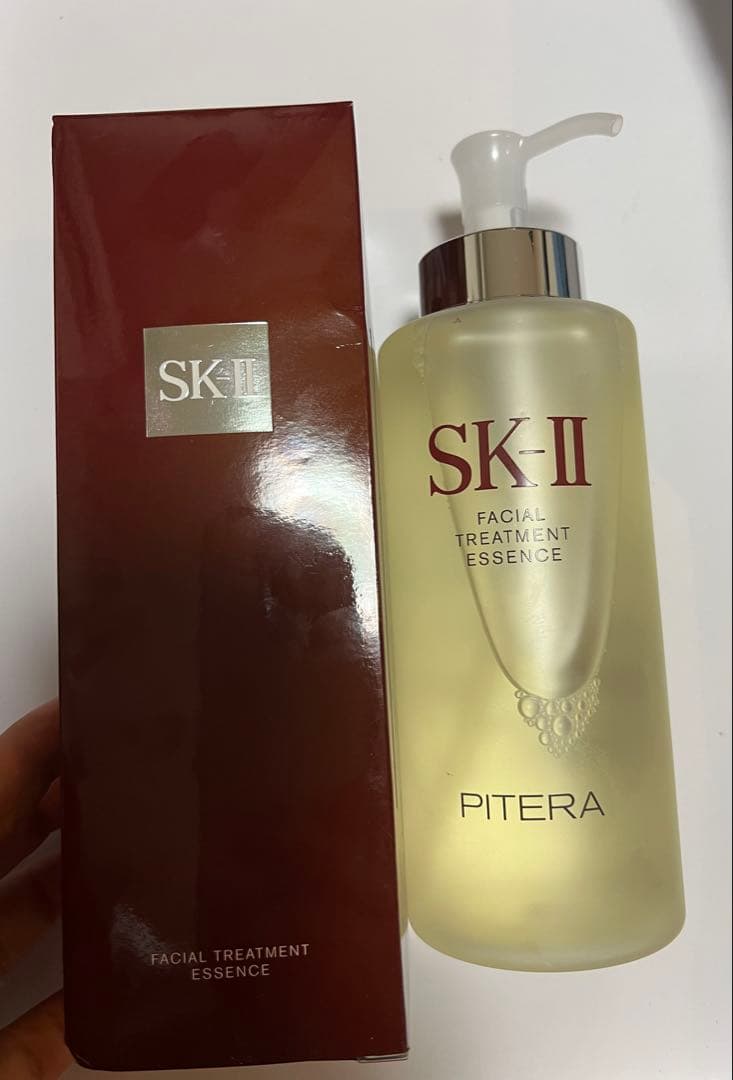 SK-II
FACIAL TREATMENT
ESSENCE
SK-II
FACIAL
TREATMENT
ESSENCE
PITERA